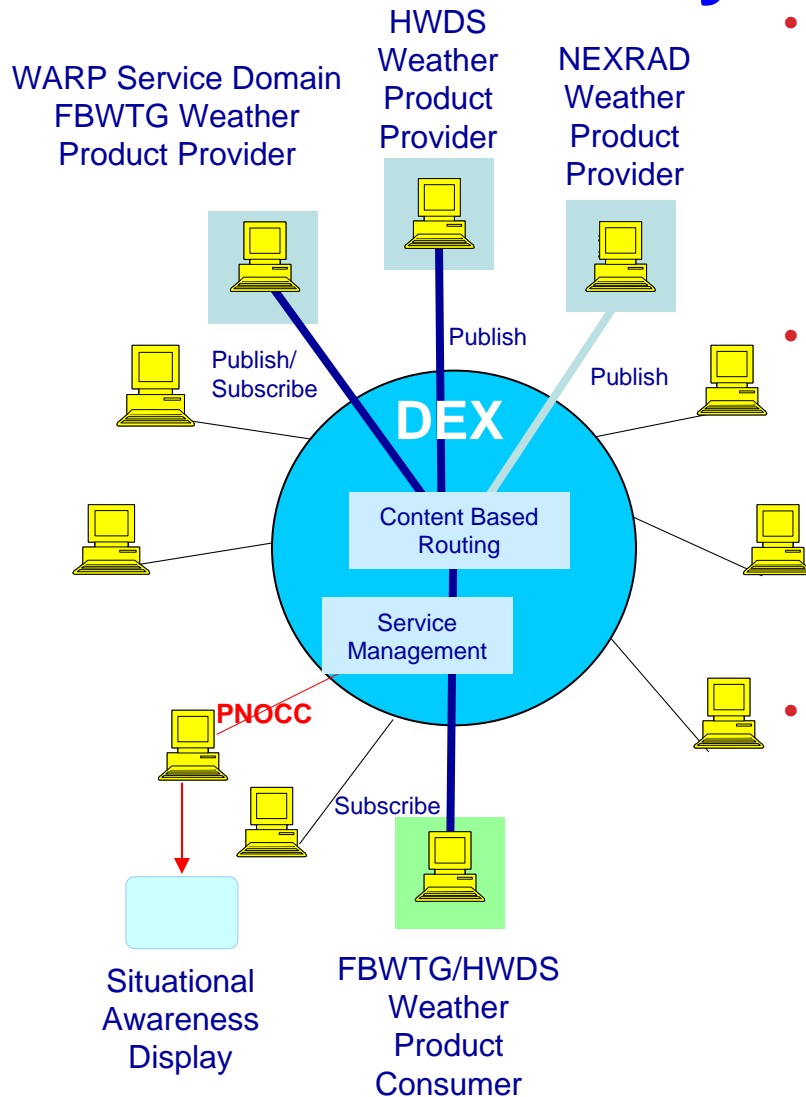 HWDS
Weather
Product
Provider
WARP Service Domain
FBWTG Weather
Product Provider
NEXRAD
Weather
Product
Provider
Publish/
Subscribe
Publish
Publish
DEX
Content Based
Routing
Service
Management
PNOCC
Subscribe
Situational
Awareness
Display
FBWTG/HWDS
Weather
Product
Consumer